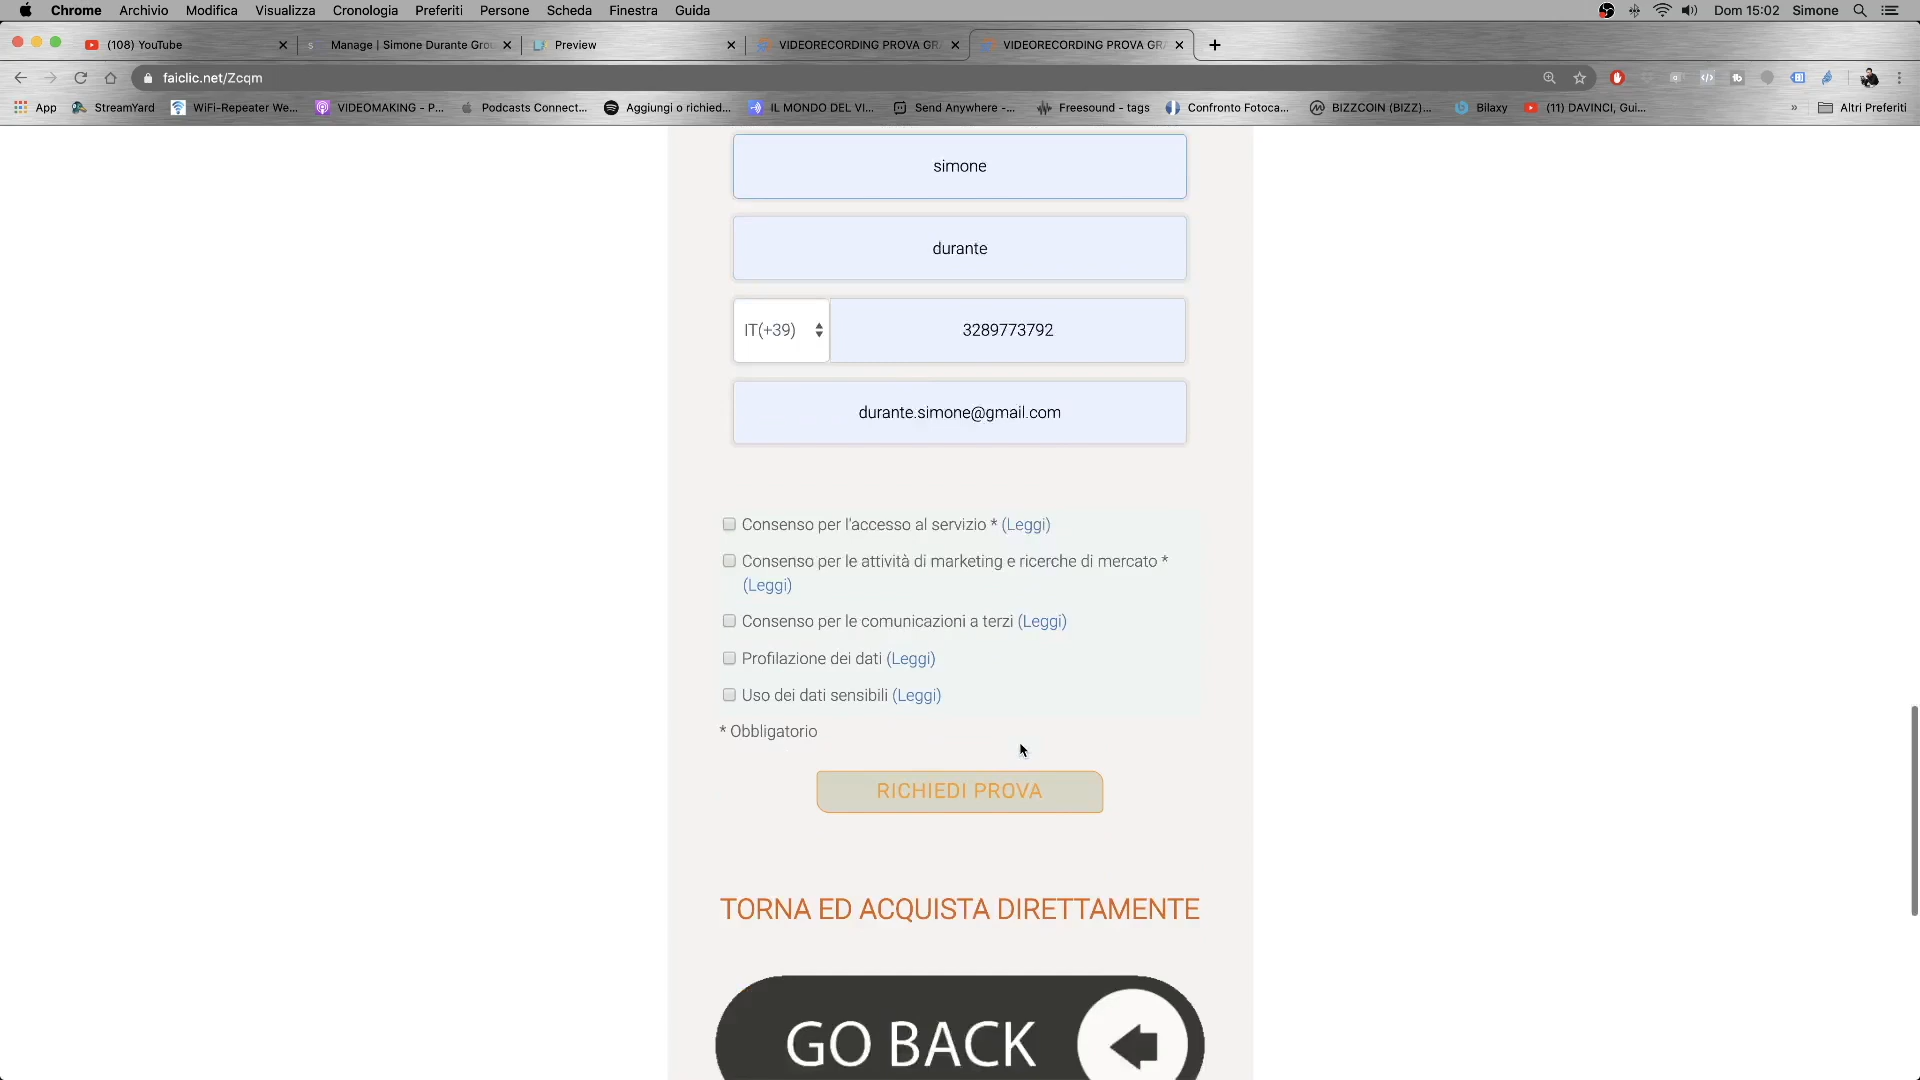 Chrome Archivio Modifica Visualizza Cronologia Preferiti Persone Scheda Finestra Guida Dom 15:02 Simone
(108) YouTube Manage | Simone Durante Grou Preview VIDEORECORDING PROVA GRA VIDEORECORDING PROVA GRA
faiclic.net/Zcqm
App StreamYard WiFi-Repeater We... VIDEOMAKING - P... Podcasts Connect... Aggiungi o richied... IL MONDO DEL VI... Send Anywhere -... Freesound - tags Confronto Fotoca... BIZZCOIN (BIZZ)... Bilaxy (11) DAVINCI, Gui... » Altri Preferiti
simone
durante
IT(+39) 3289773792
durante.simone@gmail.com
Consenso per l'accesso al servizio * (Leggi)
Consenso per le attività di marketing e ricerche di mercato *
(Leggi)
Consenso per le comunicazioni a terzi (Leggi)
Profilazione dei dati (Leggi)
Uso dei dati sensibili (Leggi)
* Obbligatorio
RICHIEDI PROVA
TORNA ED ACQUISTA DIRETTAMENTE
GO BACK